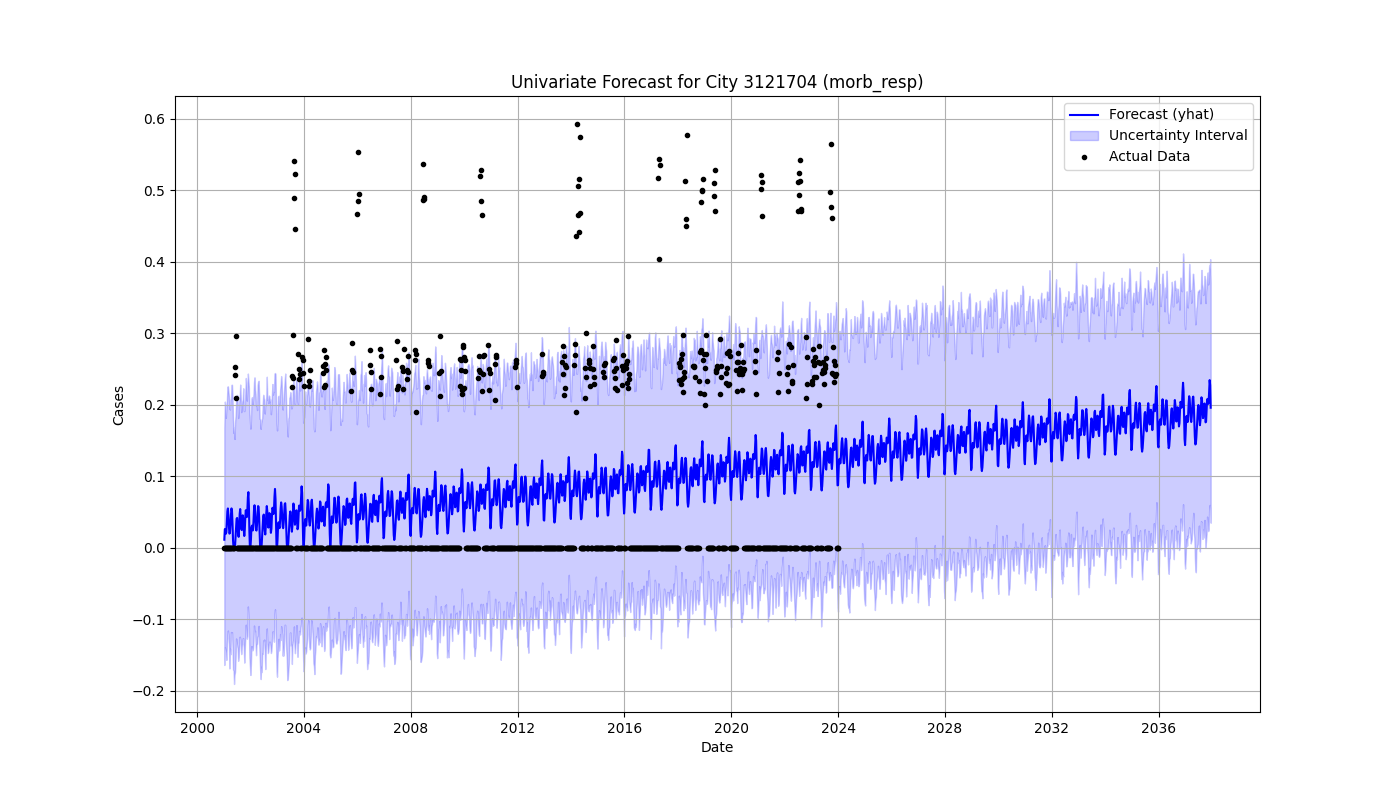 Univariate Forecast for City 3121704 (morb_resp)
Forecast (yhat)
Uncertainty Interval
Actual Data
Cases
0.6
0.5
0.4
0.3
0.2
0.1
0.0
−0.1
−0.2
2000 2004 2008 2012 2016 2020 2024 2028 2032 2036
Date